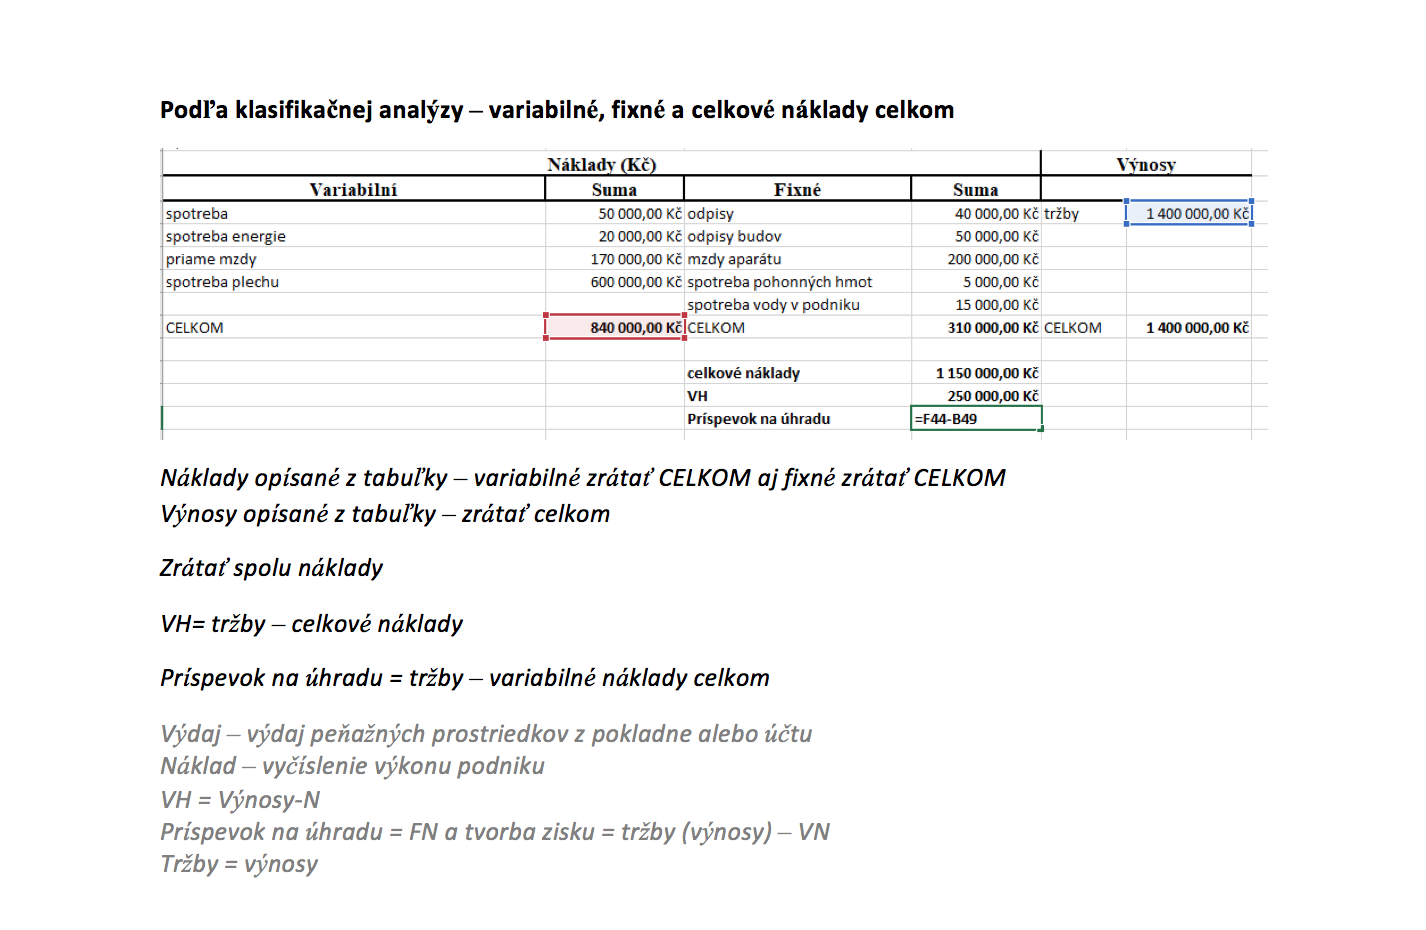 Podľa klasifikačnej analýzy – variabilné, fixné a celkové náklady celkom
Náklady (Kč) Výnosy
Variabilní Suma Fixné Suma
spotreba 50 000,00 Kč odpisy 40 000,00 Kč tržby 1 400 000,00 Kč
spotreba energie 20 000,00 Kč odpisy budov 50 000,00 Kč
priame mzdy 170 000,00 Kč mzdy aparátu 200 000,00 Kč
spotreba plechu 600 000,00 Kč spotreba pohonných hmot 5 000,00 Kč
spotreba vody v podniku 15 000,00 Kč
CELKOM 840 000,00 Kč CELKOM 310 000,00 Kč CELKOM 1 400 000,00 Kč
celkové náklady 1 150 000,00 Kč
VH 250 000,00 Kč
Príspevok na úhradu =F44-B49
Náklady opísané z tabuľky – variabilné zrátať CELKOM aj fixné zrátať CELKOM
Výnosy opísané z tabuľky – zrátať celkom
Zrátať spolu náklady
VH= tržby – celkové náklady
Príspevok na úhradu = tržby – variabilné náklady celkom
Výdaj – výdaj peňažných prostriedkov z pokladne alebo účtu
Náklad – vyčíslenie výkonu podniku
VH = Výnosy-N
Príspevok na úhradu = FN a tvorba zisku = tržby (výnosy) – VN
Tržby = výnosy